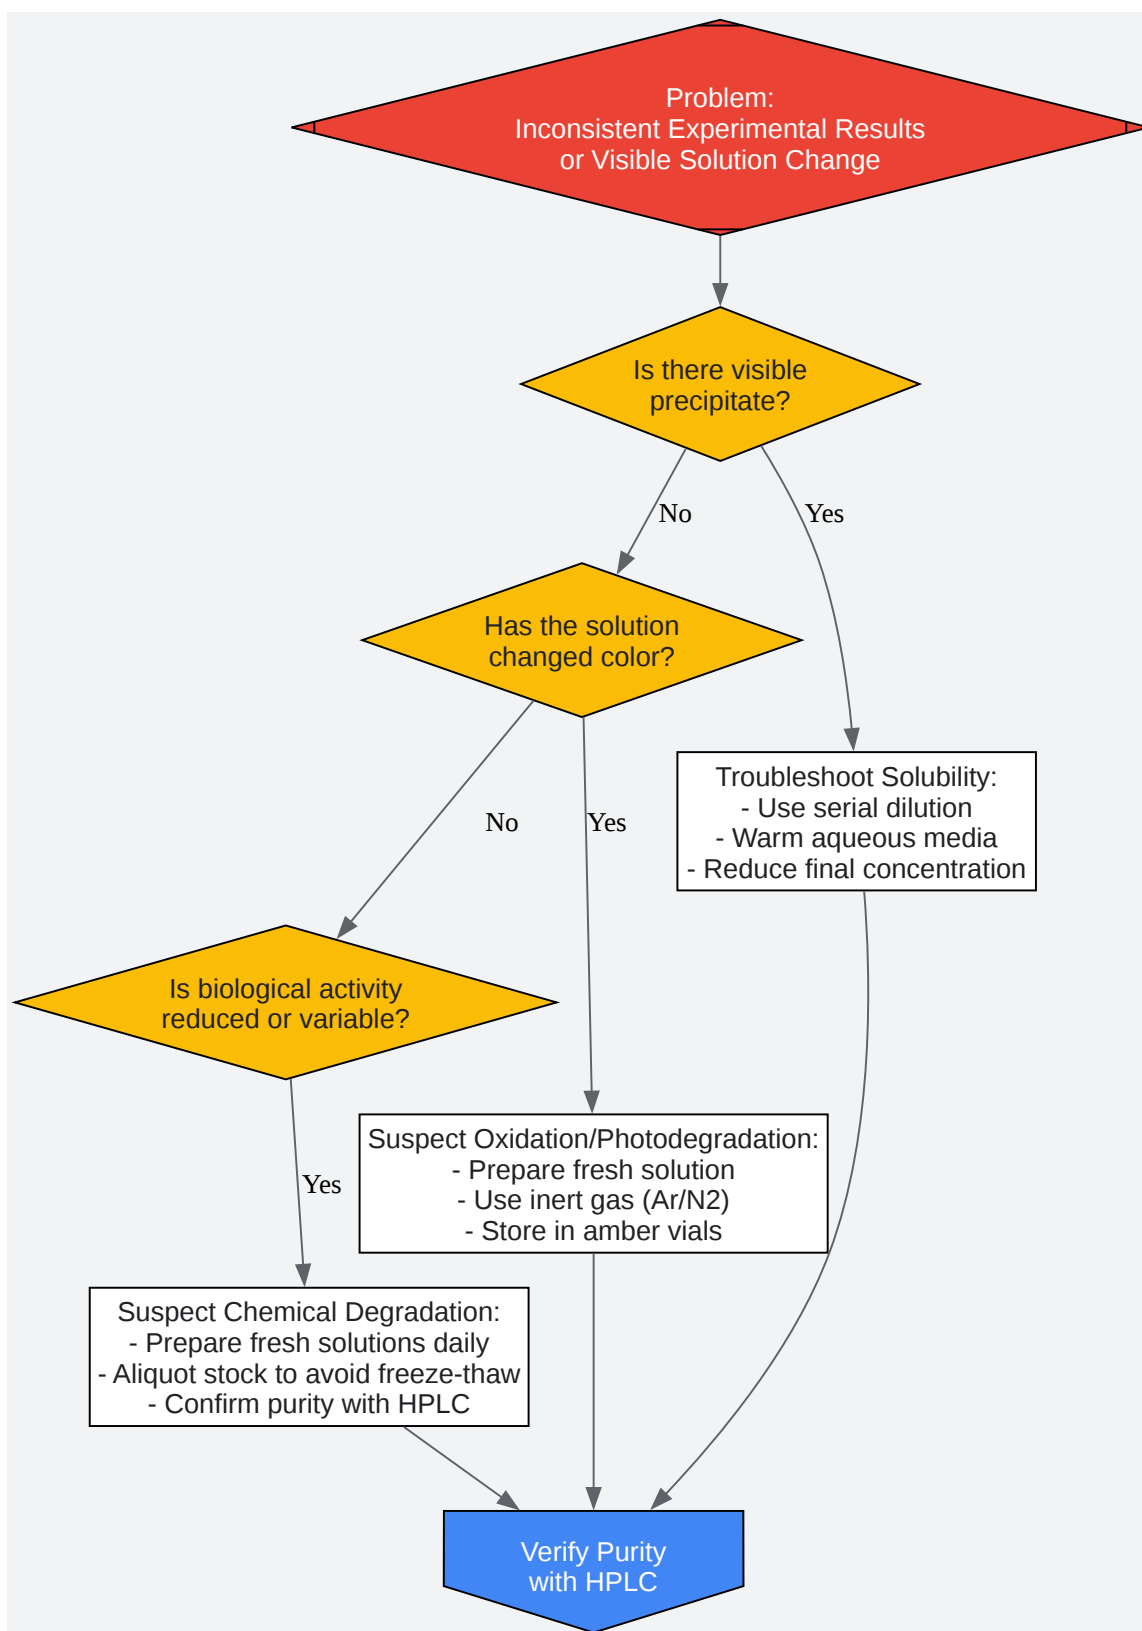 Problem:
Inconsistent Experimental Results
or Visible Solution Change
Is there visible
precipitate?
No
Yes
Has the solution
changed color?
Troubleshoot Solubility:
- Use serial dilution
- Warm aqueous media
- Reduce final concentration
No
Yes
Is biological activity
reduced or variable?
Suspect Oxidation/Photodegradation:
- Prepare fresh solution
- Use inert gas (Ar/N2)
- Store in amber vials
Yes
Suspect Chemical Degradation:
- Prepare fresh solutions daily
- Aliquot stock to avoid freeze-thaw
- Confirm purity with HPLC
Verify Purity
with HPLC